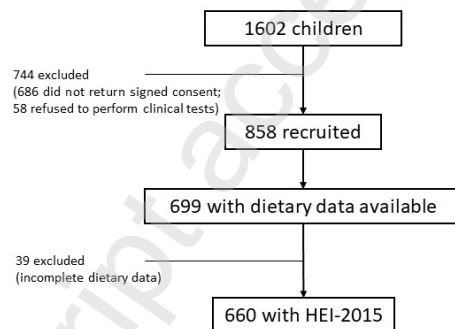 1602 children
744 excluded
(686 did not return signed consent;
58 refused to perform clinical tests)
858 recruited
699 with dietary data available
39 excluded
(incomplete dietary data)
660 with HEI-2015